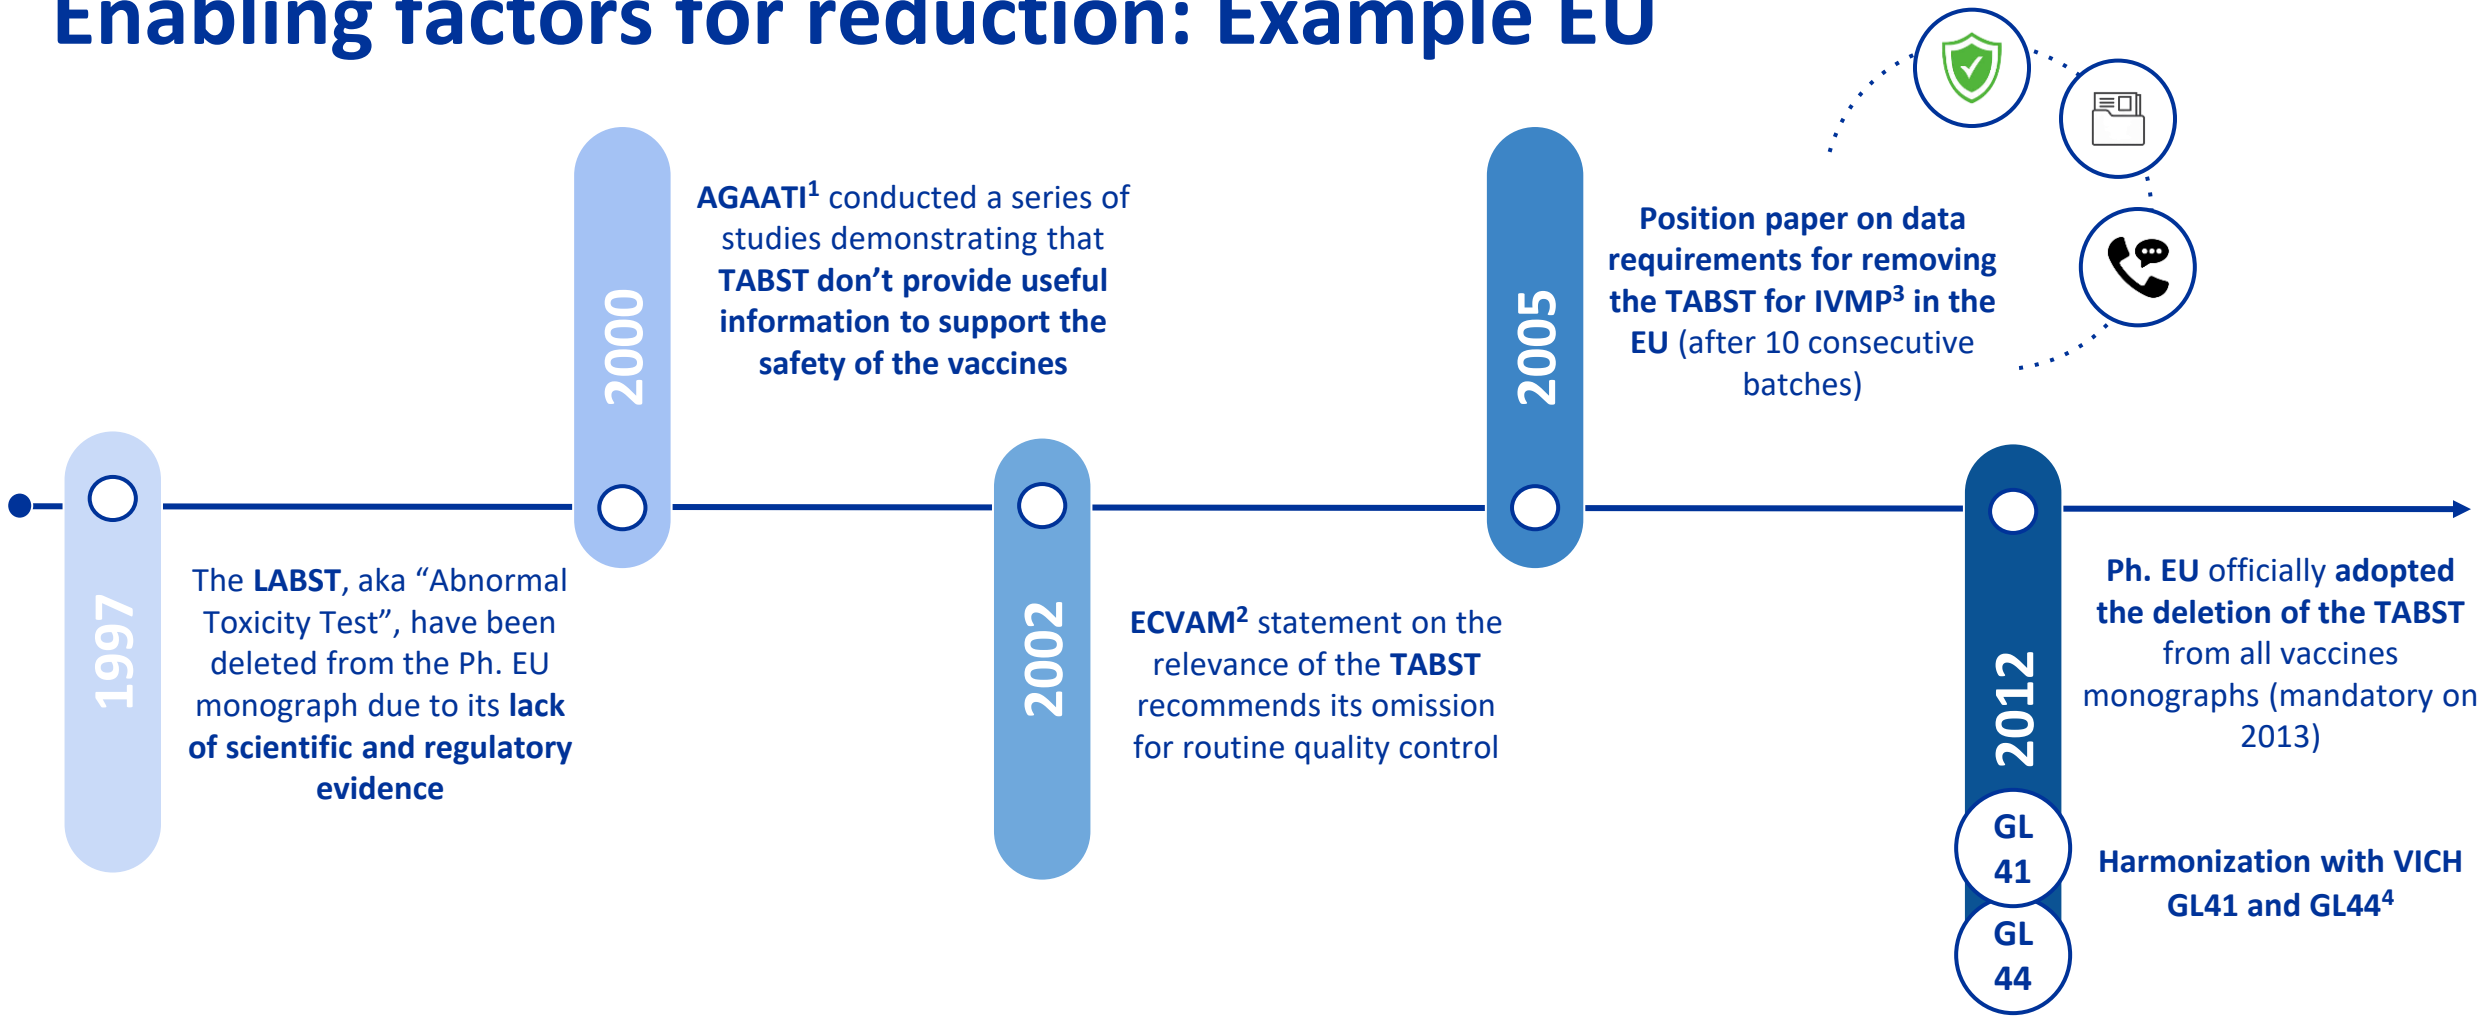 Enabling factors for reduction: Example EU
1997
The LABST, aka “Abnormal
Toxicity Test”, have been
deleted from the Ph. EU
monograph due to its lack
of scientific and regulatory
evidence
2000
AGAATI¹ conducted a series of
studies demonstrating that
TABST don’t provide useful
information to support the
safety of the vaccines
2002
ECVAM² statement on the
relevance of the TABST
recommends its omission
for routine quality control
2005
Position paper on data
requirements for removing
the TABST for IVMP³ in the
EU (after 10 consecutive
batches)
2012
Ph. EU officially adopted
the deletion of the TABST
from all vaccines
monographs (mandatory on
2013)
GL
41
GL
44
Harmonization with VICH
GL41 and GL44⁴